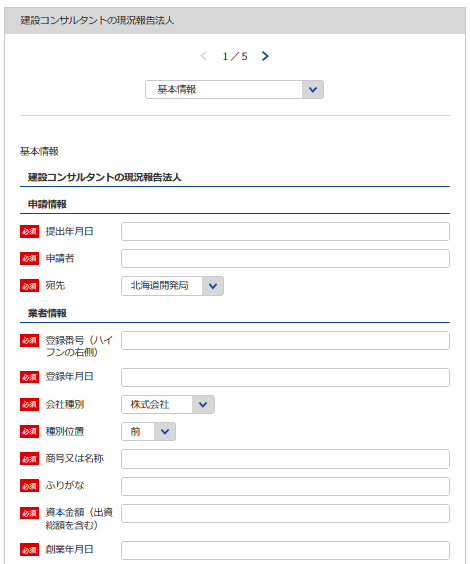 建設コンサルタントの現況報告法人
1／5
基本情報
基本情報
建設コンサルタントの現況報告法人
申請情報
必須 提出年月日
必須 申請者
必須 宛先 北海道開発局
業者情報
必須 登録番号（ハイ
フンの右側）
必須 登録年月日
必須 会社種別 株式会社
必須 種別位置 前
必須 商号又は名称
必須 ふりがな
必須 資本金額（出資
総額を含む）
必須 創業年月日